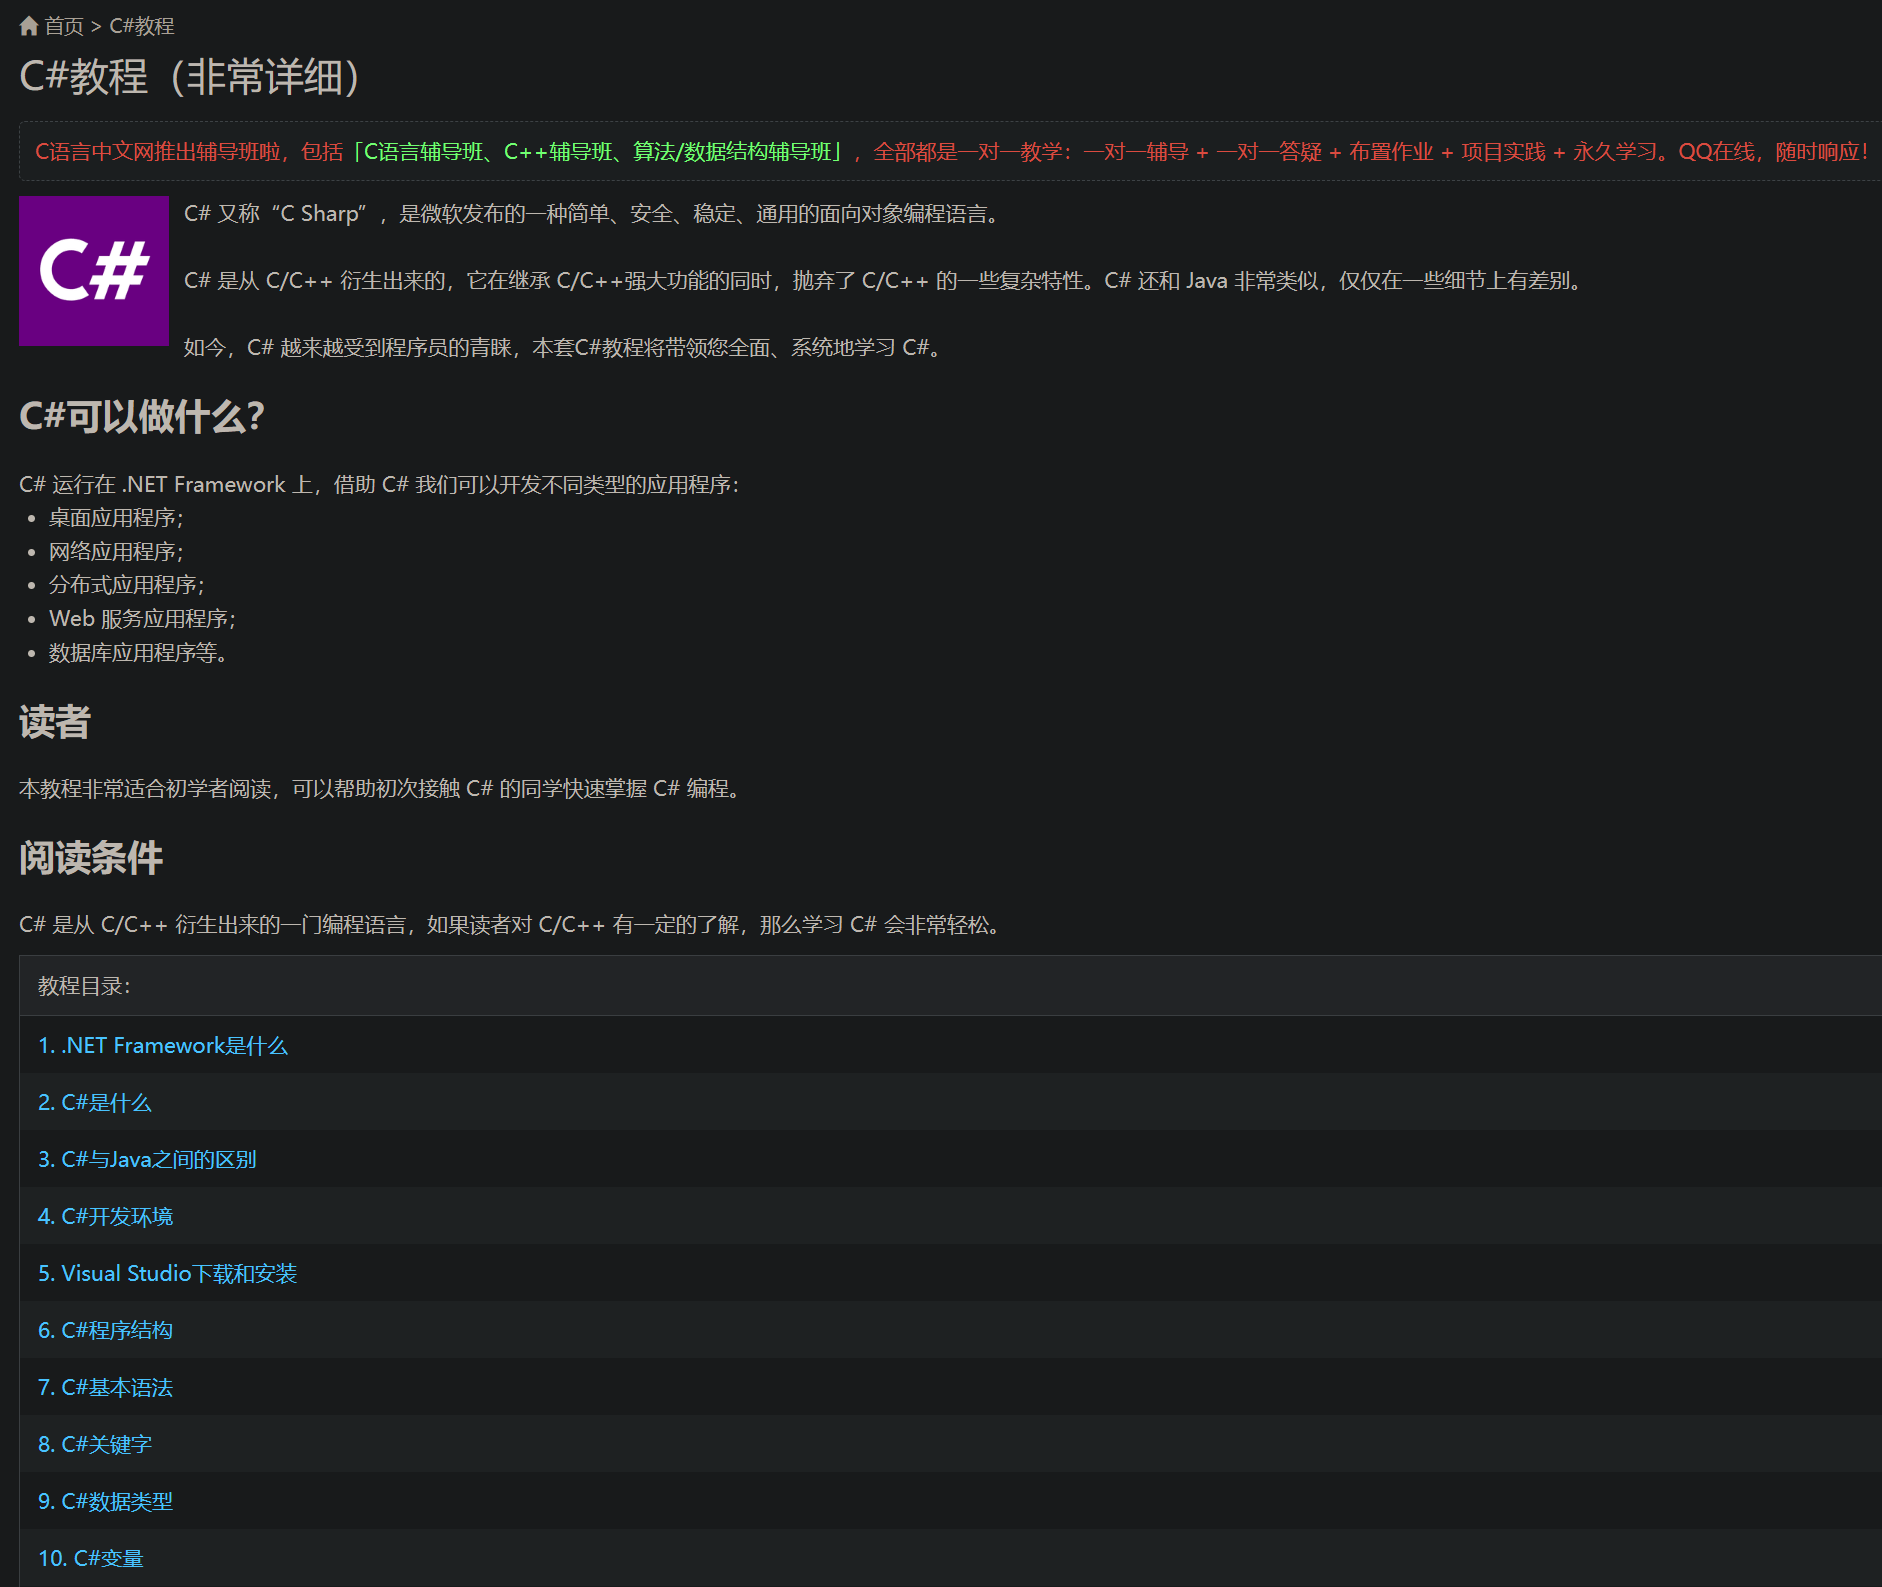 首页 > C#教程
C#教程（非常详细）
C语言中文网推出辅导班啦，包括「C语言辅导班、C++辅导班、算法/数据结构辅导班」，全部都是一对一教学：一对一辅导 + 一对一答疑 + 布置作业 + 项目实践 + 永久学习。QQ在线，随时响应！
C#
C# 又称“C Sharp”，是微软发布的一种简单、安全、稳定、通用的面向对象编程语言。
C# 是从 C/C++ 衍生出来的，它在继承 C/C++强大功能的同时，抛弃了 C/C++ 的一些复杂特性。C# 还和 Java 非常类似，仅仅在一些细节上有差别。
如今，C# 越来越受到程序员的青睐，本套C#教程将带领您全面、系统地学习 C#。
C#可以做什么？
C# 运行在 .NET Framework 上，借助 C# 我们可以开发不同类型的应用程序：
• 桌面应用程序；
• 网络应用程序；
• 分布式应用程序；
• Web 服务应用程序；
• 数据库应用程序等。
读者
本教程非常适合初学者阅读，可以帮助初次接触 C# 的同学快速掌握 C# 编程。
阅读条件
C# 是从 C/C++ 衍生出来的一门编程语言，如果读者对 C/C++ 有一定的了解，那么学习 C# 会非常轻松。
教程目录：
1. .NET Framework是什么
2. C#是什么
3. C#与Java之间的区别
4. C#开发环境
5. Visual Studio下载和安装
6. C#程序结构
7. C#基本语法
8. C#关键字
9. C#数据类型
10. C#变量